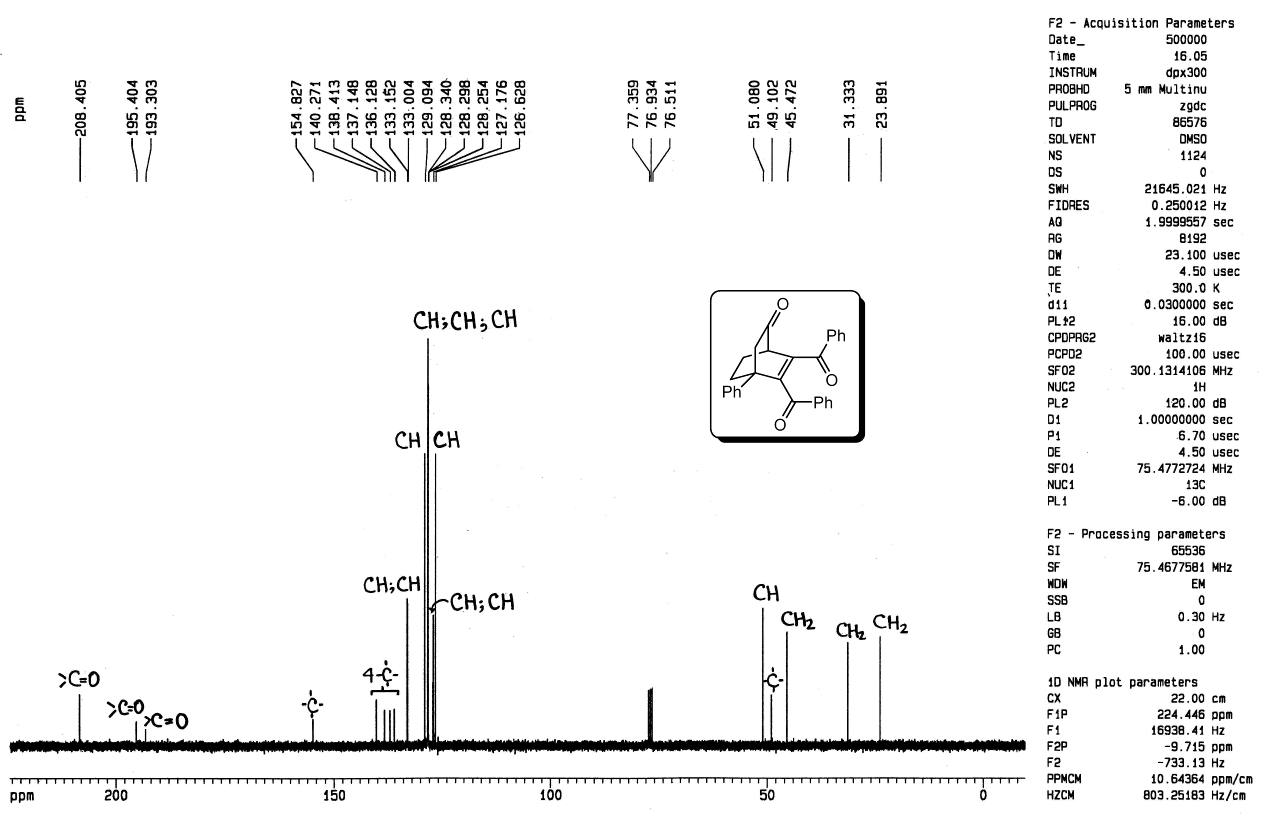 ppm
208.405
195.404
193.303
154.827
140.271
138.413
137.148
136.128
133.152
133.004
129.094
128.340
128.298
128.254
127.176
126.628
77.359
76.934
76.511
51.080
49.102
45.472
31.333
23.891
CH;CH;CH
CH CH
CH;CH
CH;CH
4-C-
-C-
>C=O
>C=O
>C=O
CH
CH2
-C-
CH2
CH2
O
Ph
O
Ph
Ph
O
ppm 200 150 100 50 0
F2 - Acquisition Parameters
Date_ 500000
Time 16.05
INSTRUM dpx300
PROBHD 5 mm Multinu
PULPROG zgdc
TD 86576
SOLVENT DMSO
NS 1124
DS 0
SWH 21645.021 Hz
FIDRES 0.250012 Hz
AQ 1.9999557 sec
RG 8192
DW 23.100 usec
DE 4.50 usec
TE 300.0 K
d11 0.0300000 sec
PL12 16.00 dB
CPDPRG2 waltz16
PCPD2 100.00 usec
SFO2 300.1314106 MHz
NUC2 1H
PL2 120.00 dB
D1 1.00000000 sec
P1 6.70 usec
DE 4.50 usec
SFO1 75.4772724 MHz
NUC1 13C
PL1 -6.00 dB
F2 - Processing parameters
SI 65536
SF 75.4677581 MHz
WDW EM
SSB 0
LB 0.30 Hz
GB 0
PC 1.00
1D NMR plot parameters
CX 22.00 cm
F1P 224.446 ppm
F1 16938.41 Hz
F2P -9.715 ppm
F2 -733.13 Hz
PPMCM 10.64364 ppm/cm
HZCM 803.25183 Hz/cm